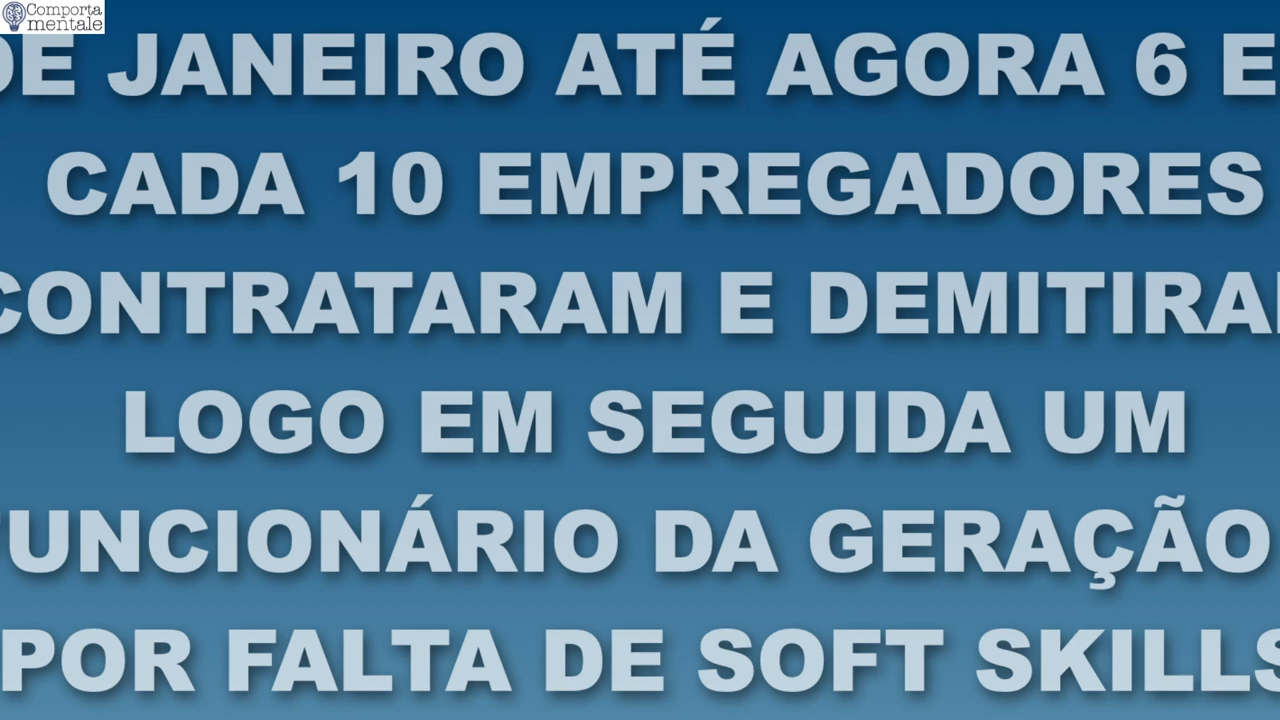 Comporta
mentale
DE JANEIRO ATÉ AGORA 6 E
CADA 10 EMPREGADORES
CONTRATARAM E DEMITIRA
LOGO EM SEGUIDA UM
FUNCIONÁRIO DA GERAÇÃO
POR FALTA DE SOFT SKILLS